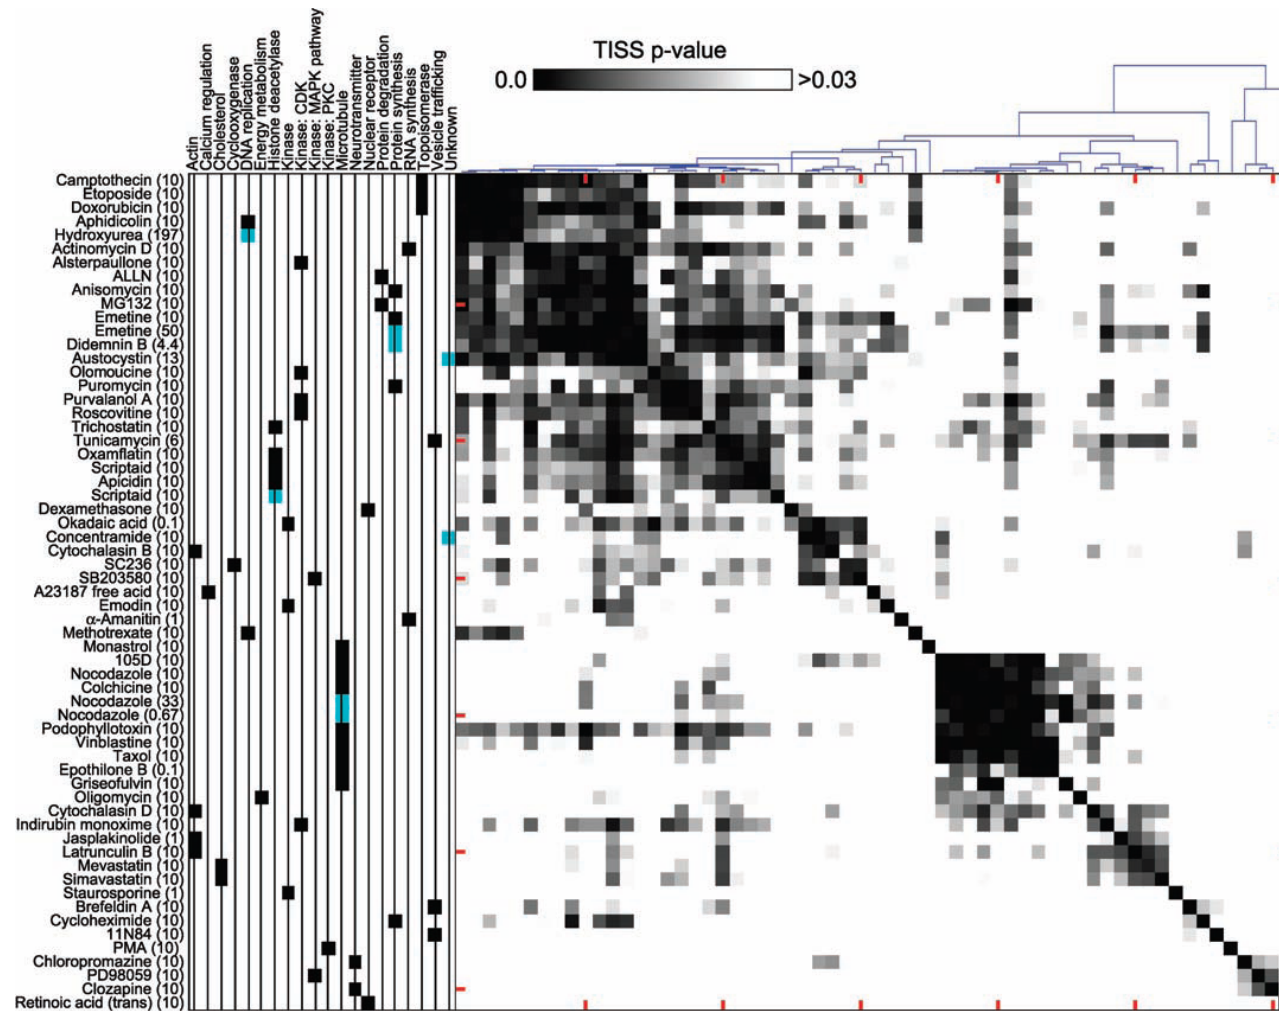 TISS p-value
0.0
>0.03
Actin
Calcium regulation
Cholesterol
Cyclooxygenase
DNA replication
Energy metabolism
Histone deacetylase
Kinase
Kinase: CDK
Kinase: MAPK pathway
Kinase: PKC
Microtubule
Neurotransmitter
Nuclear receptor
Protein degradation
Protein synthesis
RNA synthesis
Topoisomerase
Vesicle trafficking
Unknown
Camptothecin (10)
Etoposide (10)
Doxorubicin (10)
Aphidicolin (10)
Hydroxyurea (197)
Actinomycin D (10)
Alsterpaullone (10)
ALLN (10)
Anisomycin (10)
MG132 (10)
Emetine (10)
Emetine (50)
Didemnin B (4.4)
Austocystin (13)
Olomoucine (10)
Puromycin (10)
Purvalanol A (10)
Roscovitine (10)
Trichostatin (10)
Tunicamycin (6)
Oxamflatin (10)
Scriptaid (10)
Apicidin (10)
Scriptaid (10)
Dexamethasone (10)
Okadaic acid (0.1)
Concentramide (10)
Cytochalasin B (10)
SC236 (10)
SB203580 (10)
A23187 free acid (10)
Emodin (10)
α-Amanitin (1)
Methotrexate (10)
Monastrol (10)
105D (10)
Nocodazole (10)
Colchicine (10)
Nocodazole (33)
Nocodazole (0.67)
Podophyllotoxin (10)
Vinblastine (10)
Taxol (10)
Epothilone B (0.1)
Griseofulvin (10)
Oligomycin (10)
Cytochalasin D (10)
Indirubin monoxime (10)
Jasplakinolide (1)
Latrunculin B (10)
Mevastatin (10)
Simavastatin (10)
Staurosporine (1)
Brefeldin A (10)
Cycloheximide (10)
11N84 (10)
PMA (10)
Chloropromazine (10)
PD98059 (10)
Clozapine (10)
Retinoic acid (trans) (10)